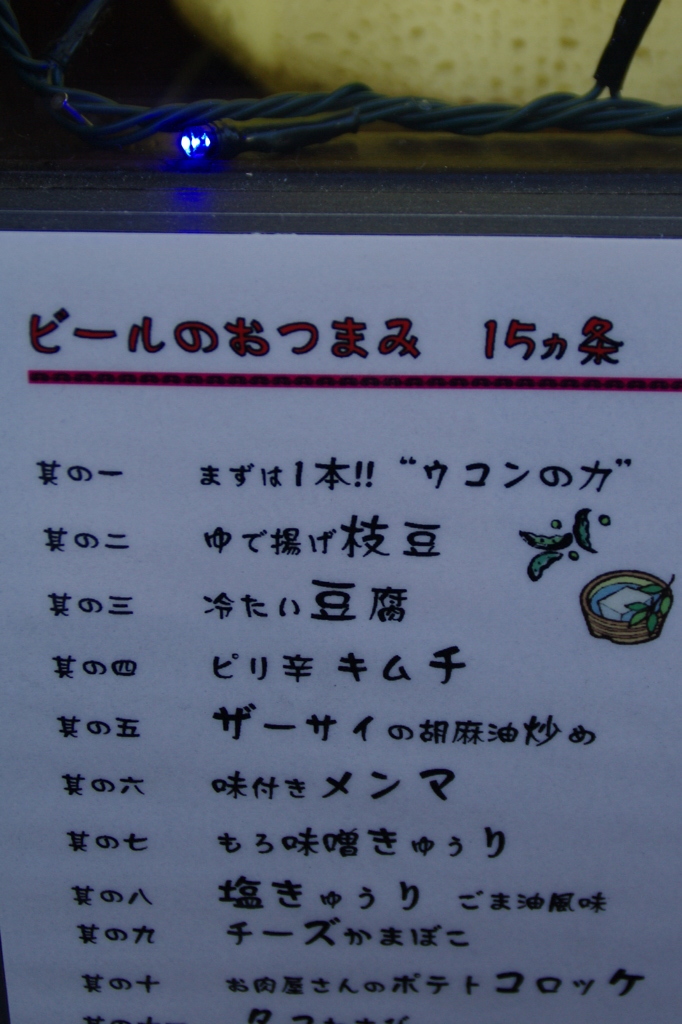 ビールのおつまみ 15ヵ条
其の一 まずは1本!! “ウコンの力”
其の二 ゆで揚げ枝豆
其の三 冷たい豆腐
其の四 ピリ辛キムチ
其の五 ザーサイの胡麻油炒め
其の六 味付きメンマ
其の七 もろ味噌きゅうり
其の八 塩きゅうり ごま油風味
其の九 チーズかまぼこ
其の十 お肉屋さんのポテトコロッケ